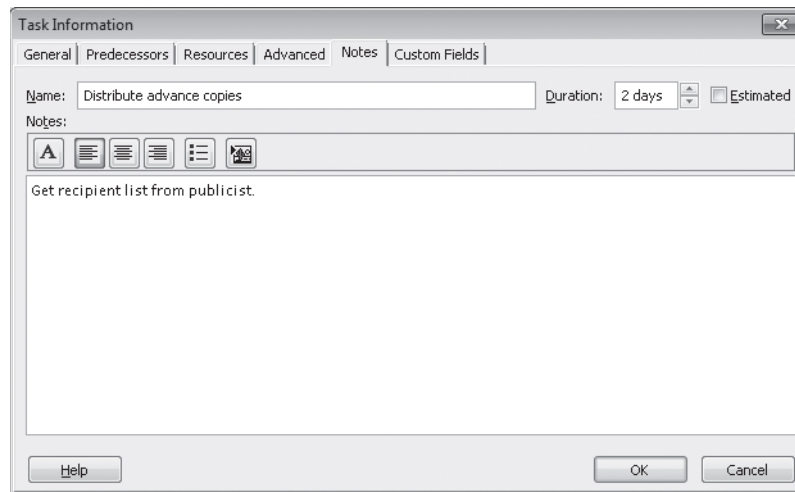 Task Information
General Predecessors Resources Advanced Notes Custom Fields
Name: Distribute advance copies Duration: 2 days Estimated
Notes:
A
Get recipient list from publicist.
Help OK Cancel